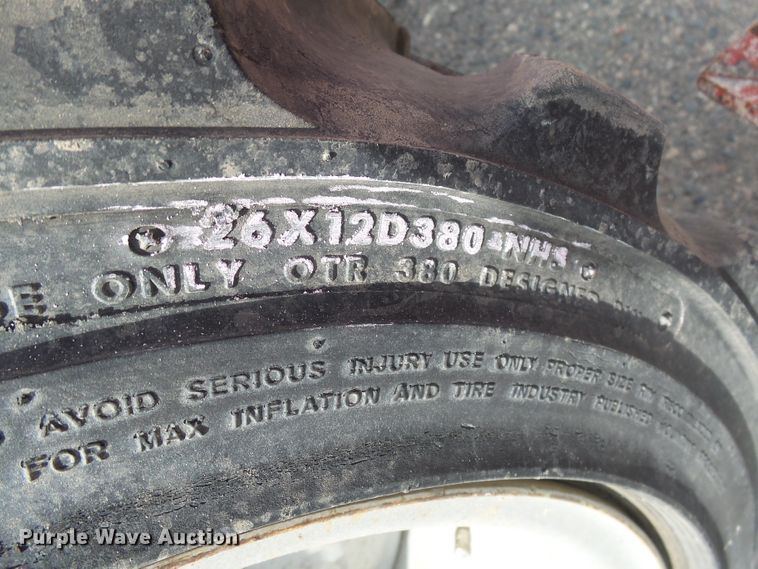 26X12D380 NHS
ONLY OTR 380 DESIGNED
AVOID SERIOUS INJURY USE ONLY PROPER SIZE RIM
FOR MAX INFLATION AND TIRE INDUSTRY PUBLISHED
Purple Wave Auction